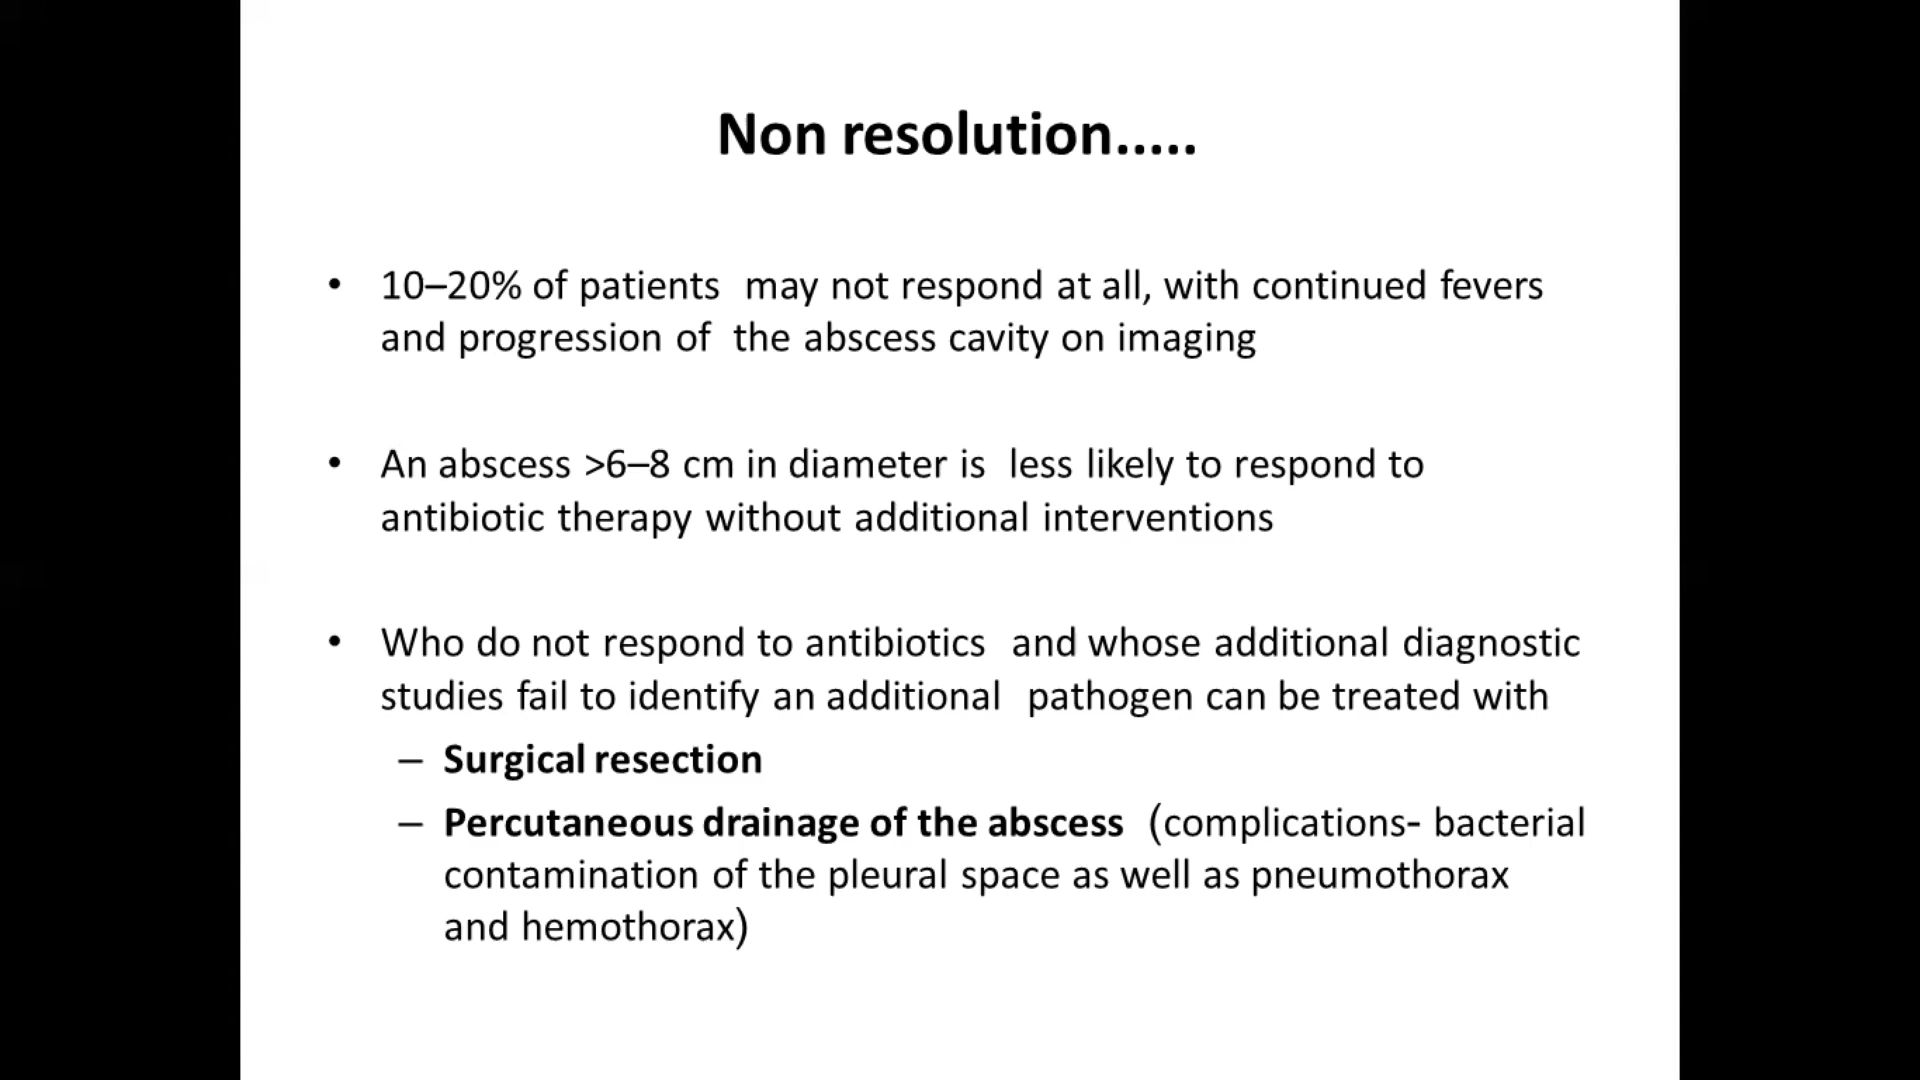 Non resolution.....
• 10–20% of patients may not respond at all, with continued fevers
and progression of the abscess cavity on imaging
• An abscess >6–8 cm in diameter is less likely to respond to
antibiotic therapy without additional interventions
• Who do not respond to antibiotics and whose additional diagnostic
studies fail to identify an additional pathogen can be treated with
– Surgical resection
– Percutaneous drainage of the abscess (complications- bacterial
contamination of the pleural space as well as pneumothorax
and hemothorax)